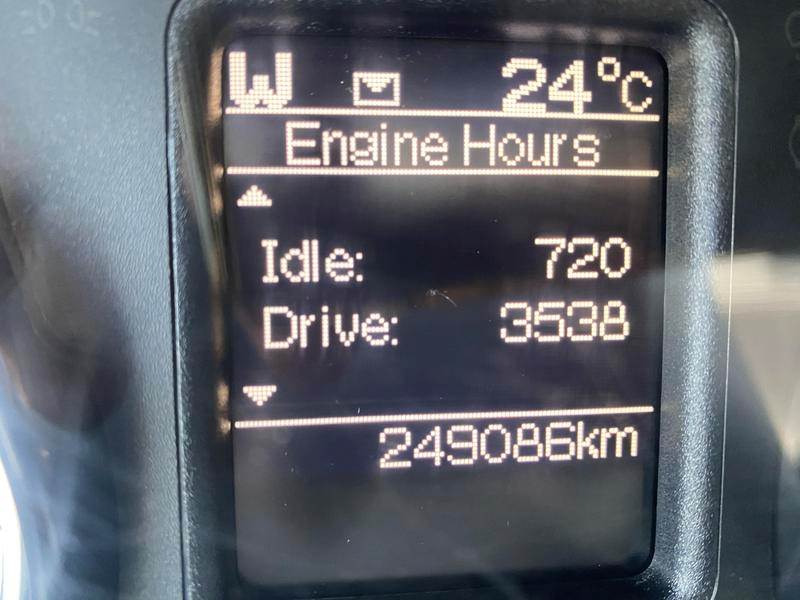 W 24°C
Engine Hours
Idle: 720
Drive: 3538
249086km